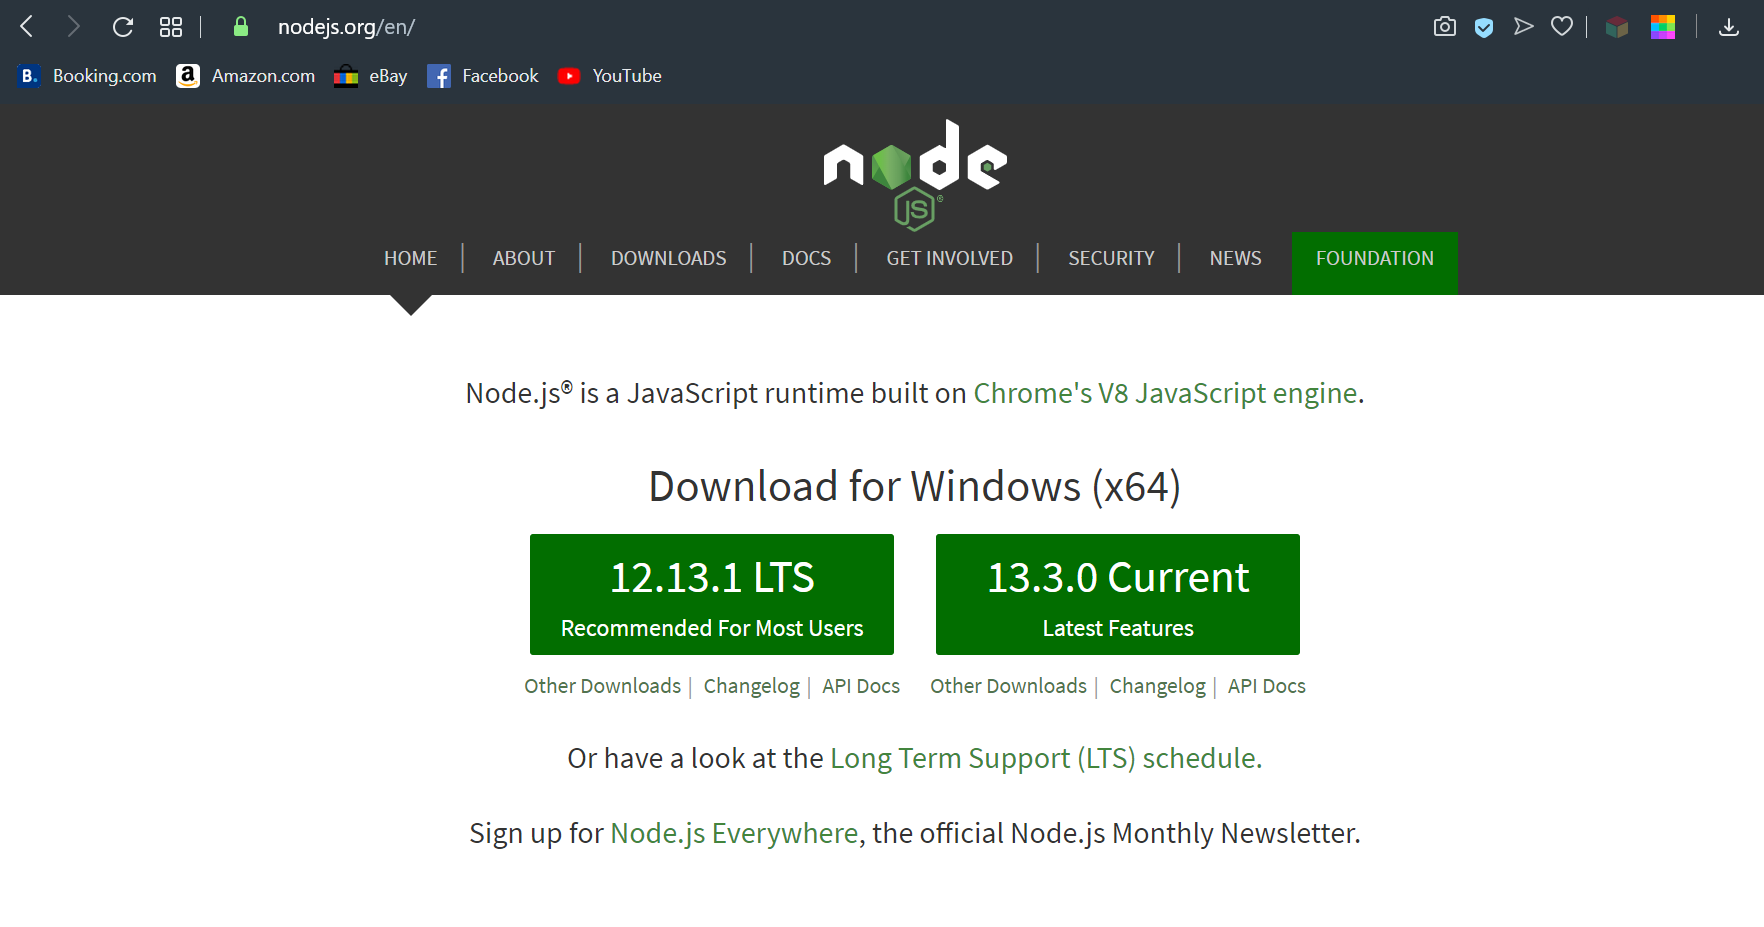 nodejs.org/en/
B. Booking.com a Amazon.com eBay f Facebook YouTube
node
JS®
HOME | ABOUT | DOWNLOADS | DOCS | GET INVOLVED | SECURITY | NEWS FOUNDATION
Node.js® is a JavaScript runtime built on Chrome's V8 JavaScript engine.
Download for Windows (x64)
12.13.1 LTS 13.3.0 Current
Recommended For Most Users Latest Features
Other Downloads | Changelog | API Docs Other Downloads | Changelog | API Docs
Or have a look at the Long Term Support (LTS) schedule.
Sign up for Node.js Everywhere, the official Node.js Monthly Newsletter.